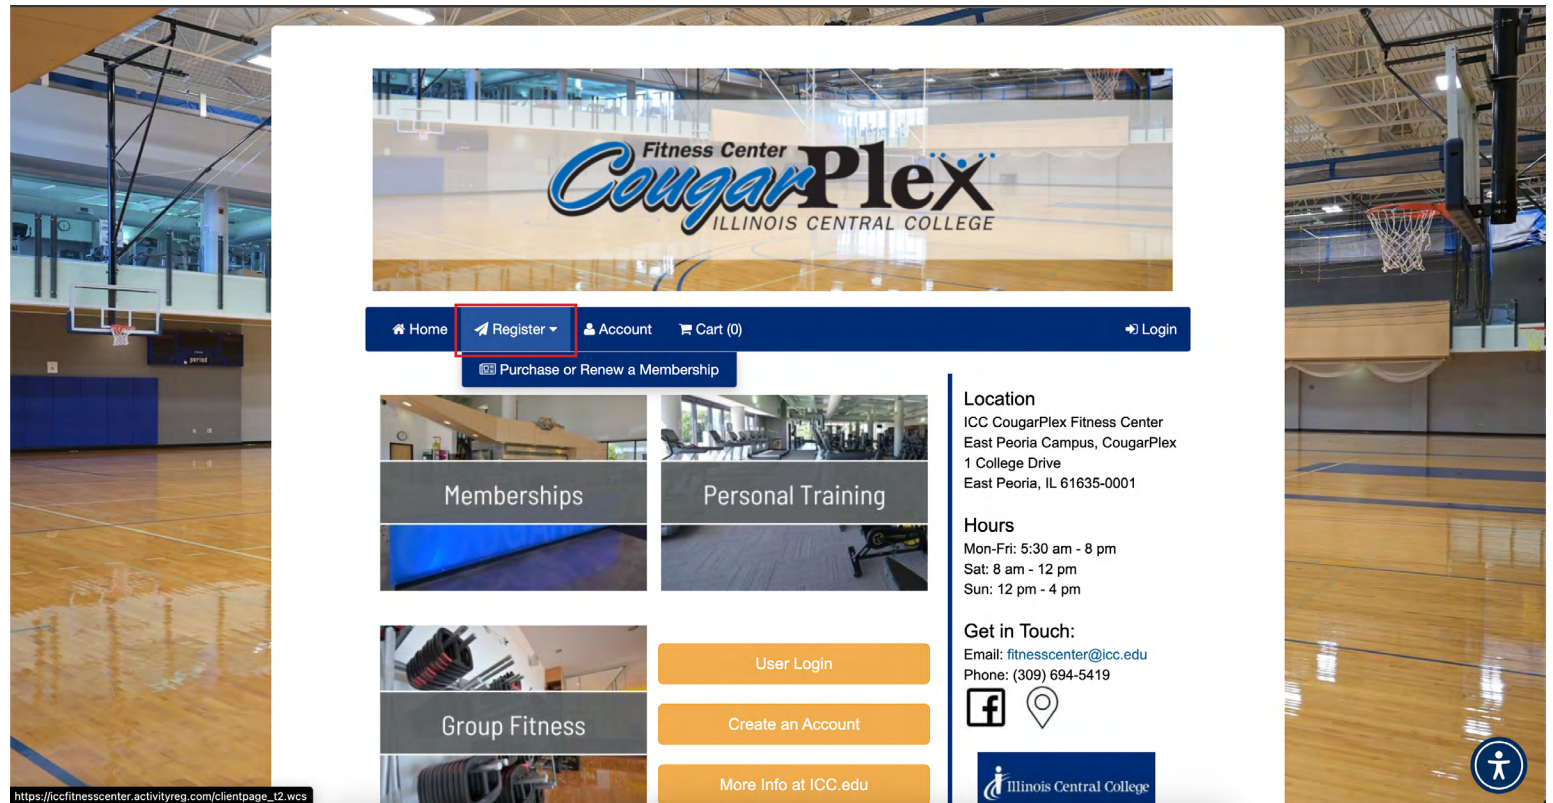 Fitness Center
CougarPlex
ILLINOIS CENTRAL COLLEGE
Home Register Account Cart (0) Login
Purchase or Renew a Membership
Memberships
Personal Training
Group Fitness
User Login
Create an Account
More Info at ICC.edu
Location
ICC CougarPlex Fitness Center
East Peoria Campus, CougarPlex
1 College Drive
East Peoria, IL 61635-0001
Hours
Mon-Fri: 5:30 am - 8 pm
Sat: 8 am - 12 pm
Sun: 12 pm - 4 pm
Get in Touch:
Email: fitnesscenter@icc.edu
Phone: (309) 694-5419
Illinois Central College
period
https://iccfitnesscenter.activityreg.com/clientpage_t2.wcs